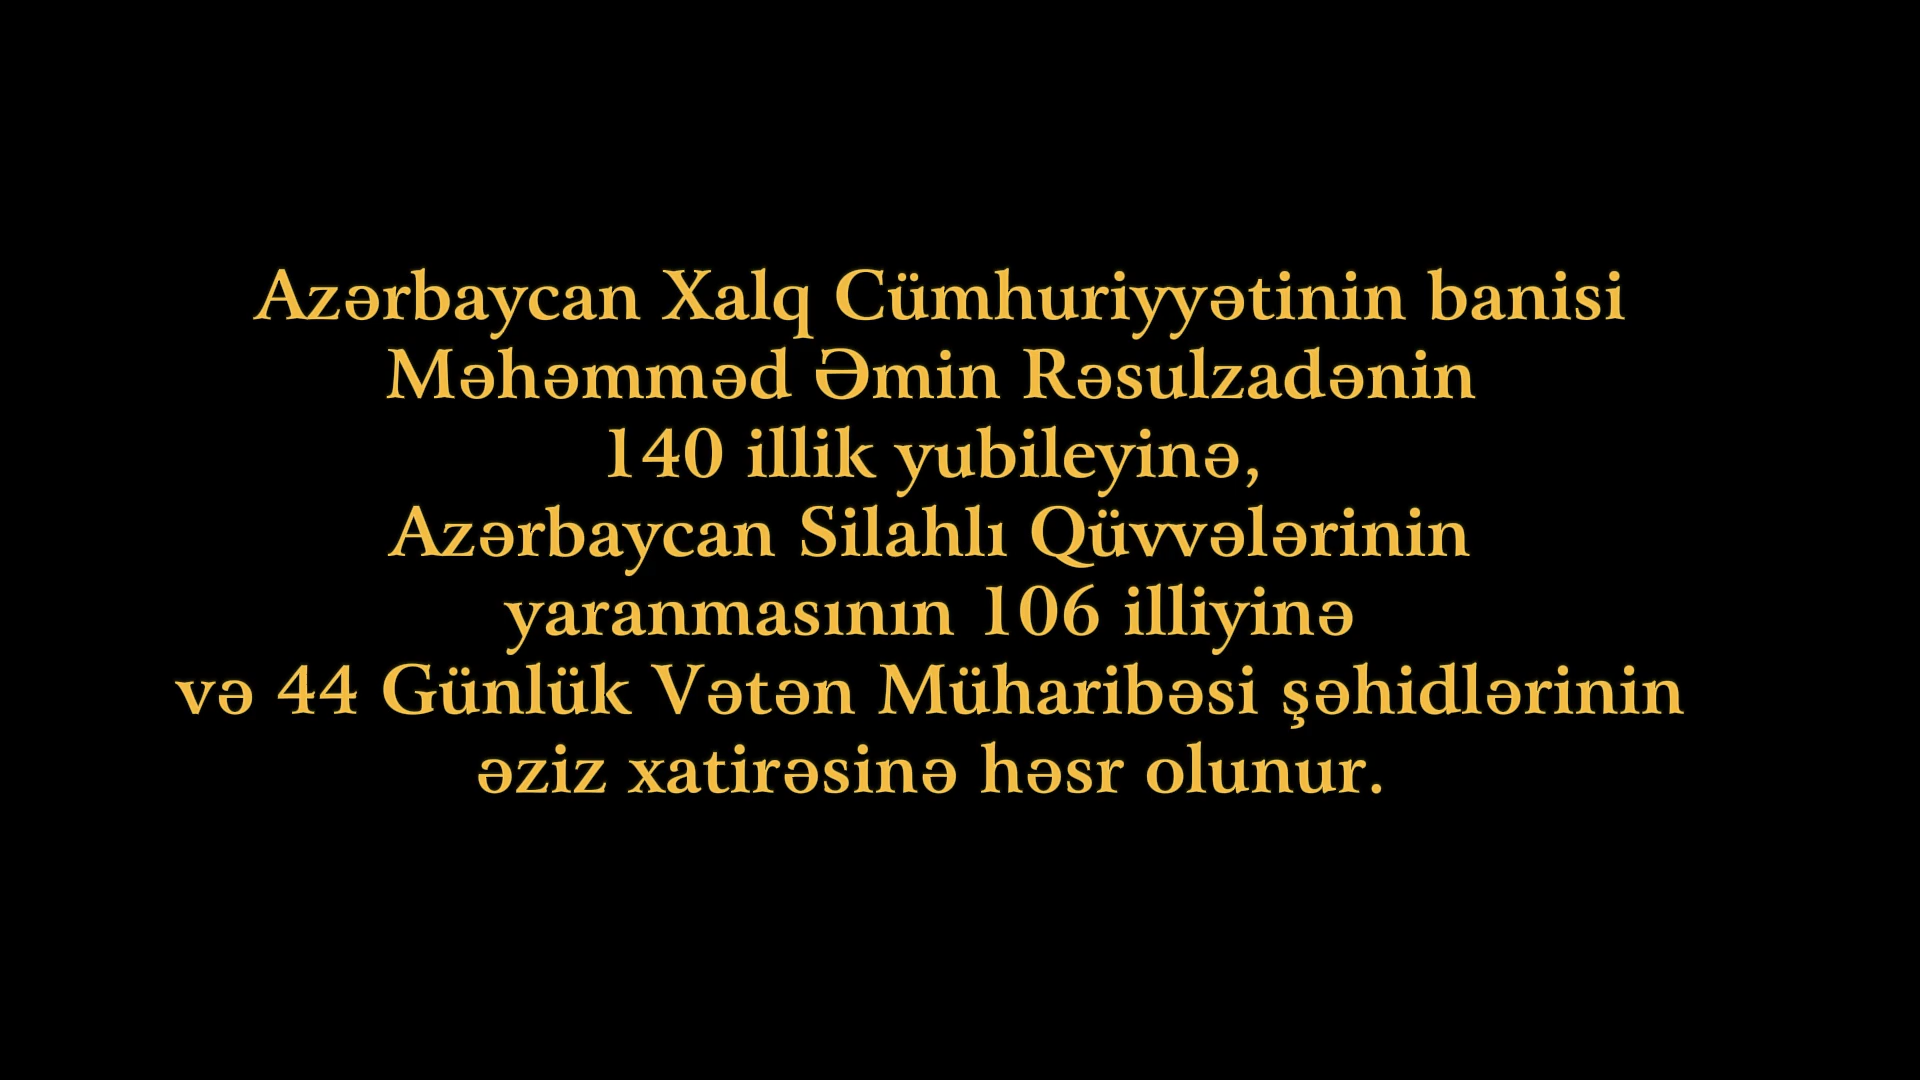 Azərbaycan Xalq Cümhuriyyətinin banisi
Məhəmməd Əmin Rəsulzadənin
140 illik yubileyinə,
Azərbaycan Silahlı Qüvvələrinin
yaranmasının 106 illiyinə
və 44 Günlük Vətən Müharibəsi şəhidlərinin
əziz xatirəsinə həsr olunur.